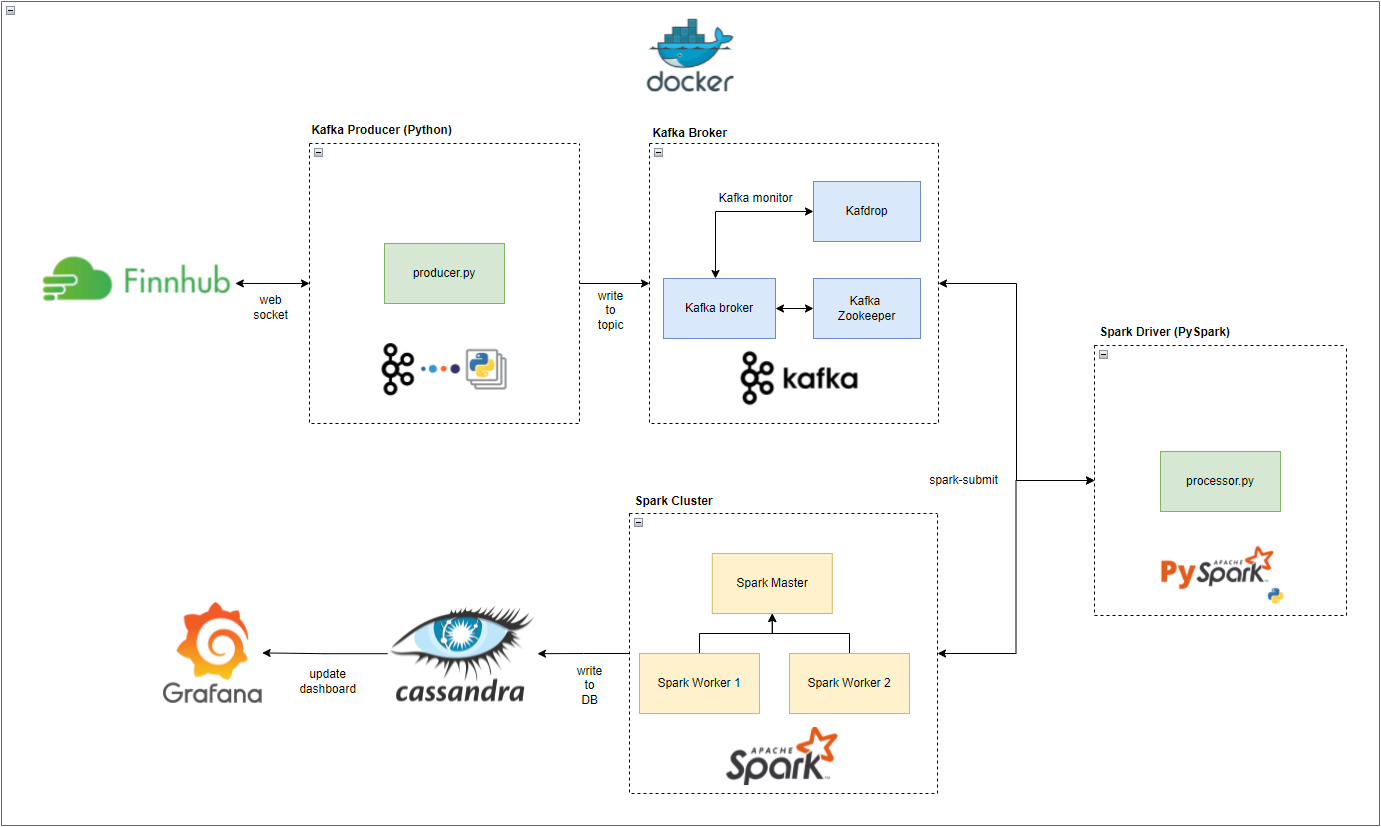 docker
Kafka Producer (Python)
Kafka Broker
Kafka monitor
Kafdrop
producer.py
Finnhub
web
socket
write
to
topic
Kafka broker
Kafka
Zookeeper
kafka
Spark Driver (PySpark)
processor.py
spark-submit
APACHE
PySpark
Spark Cluster
Spark Master
Spark Worker 1
Spark Worker 2
write
to
DB
cassandra
update
dashboard
Grafana
APACHE
Spark